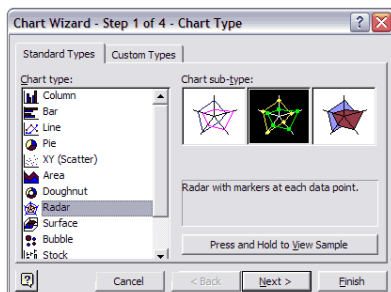 Chart Wizard - Step 1 of 4 - Chart Type
Standard Types
Custom Types
Chart type:
Chart sub-type:
Column
Bar
Line
Pie
XY (Scatter)
Area
Doughnut
Radar
Surface
Bubble
Stock
Radar with markers at each data point.
Press and Hold to View Sample
Cancel
< Back
Next >
Finish